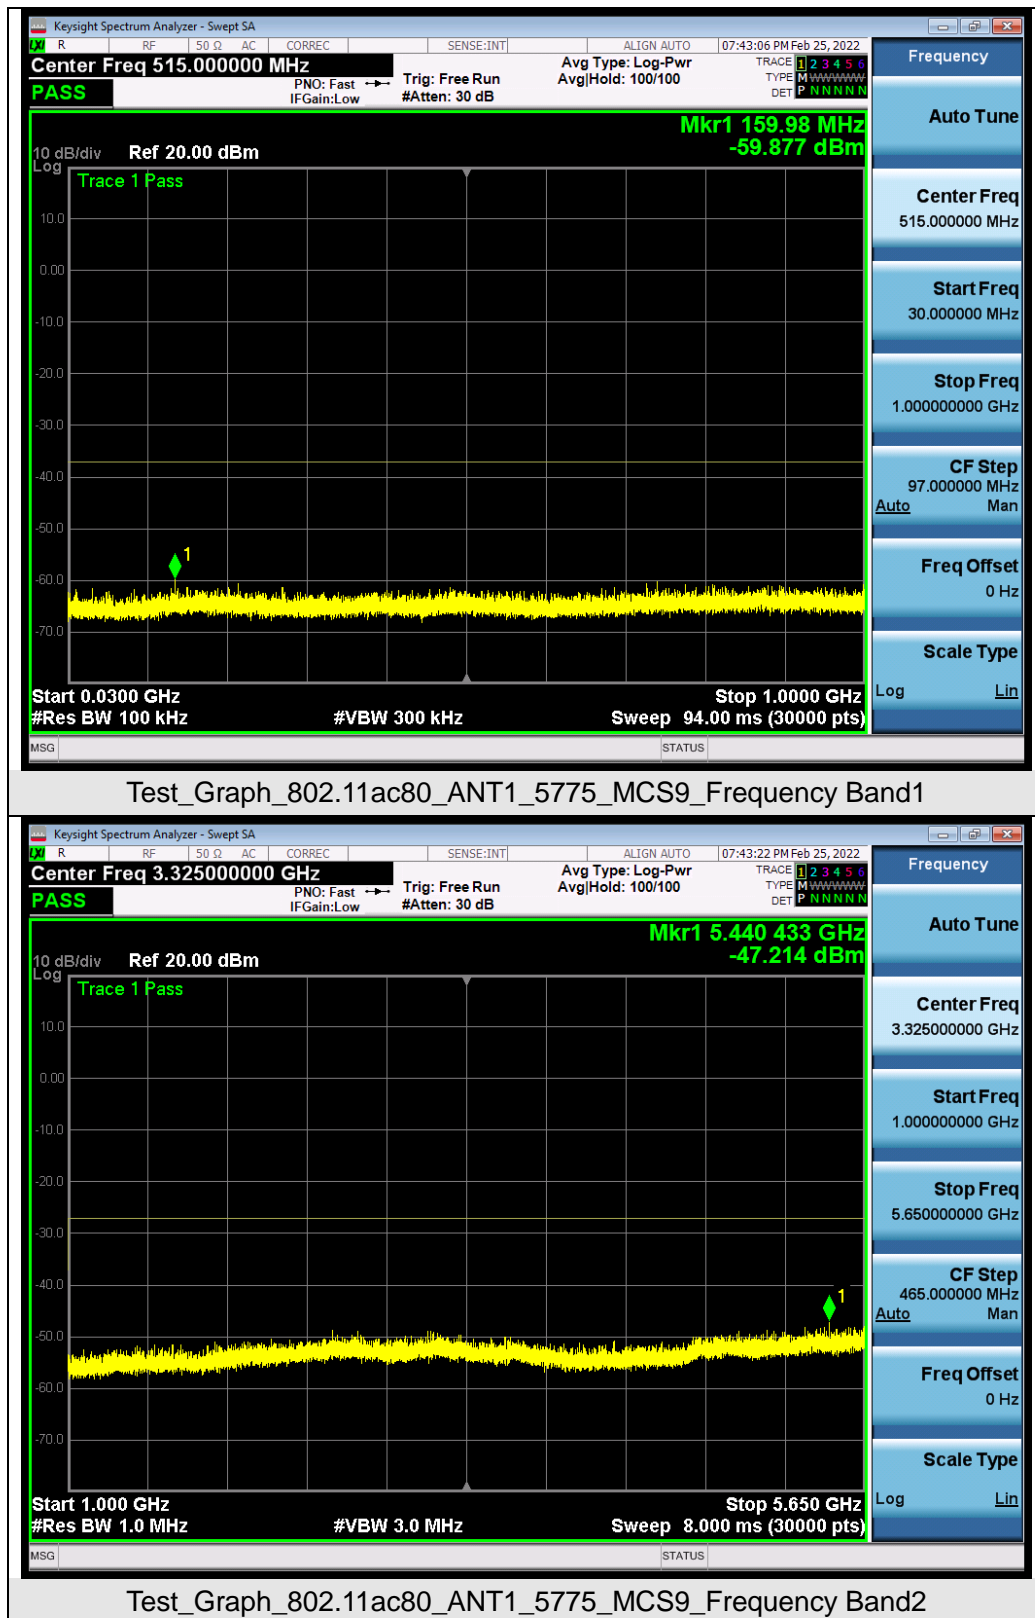 Keysight Spectrum Analyzer - Swept SA
LXI R RF 50 Ω AC CORREC SENSE:INT ALIGN AUTO 07:43:06 PM Feb 25, 2022
Center Freq 515.000000 MHz
PASS
PNO: Fast
IFGain:Low
Trig: Free Run
#Atten: 30 dB
Avg Type: Log-Pwr
Avg|Hold: 100/100
TRACE 1 2 3 4 5 6
TYPE M WWWWW
DET P N N N N N
Mkr1 159.98 MHz
-59.877 dBm
10 dB/div Ref 20.00 dBm
Log
Trace 1 Pass
10.0
0.00
-10.0
-20.0
-30.0
-40.0
-50.0
1
-60.0
-70.0
Start 0.0300 GHz Stop 1.0000 GHz
#Res BW 100 kHz #VBW 300 kHz Sweep 94.00 ms (30000 pts)
MSG STATUS
Frequency
Auto Tune
Center Freq
515.000000 MHz
Start Freq
30.000000 MHz
Stop Freq
1.000000000 GHz
CF Step
97.000000 MHz
Auto Man
Freq Offset
0 Hz
Scale Type
Log Lin
Test_Graph_802.11ac80_ANT1_5775_MCS9_Frequency Band1
Keysight Spectrum Analyzer - Swept SA
LXI R RF 50 Ω AC CORREC SENSE:INT ALIGN AUTO 07:43:22 PM Feb 25, 2022
Center Freq 3.325000000 GHz
PASS
PNO: Fast
IFGain:Low
Trig: Free Run
#Atten: 30 dB
Avg Type: Log-Pwr
Avg|Hold: 100/100
TRACE 1 2 3 4 5 6
TYPE M WWWWW
DET P N N N N N
Mkr1 5.440 433 GHz
-47.214 dBm
10 dB/div Ref 20.00 dBm
Log
Trace 1 Pass
10.0
0.00
-10.0
-20.0
-30.0
-40.0
1
-50.0
-60.0
-70.0
Start 1.000 GHz Stop 5.650 GHz
#Res BW 1.0 MHz #VBW 3.0 MHz Sweep 8.000 ms (30000 pts)
MSG STATUS
Frequency
Auto Tune
Center Freq
3.325000000 GHz
Start Freq
1.000000000 GHz
Stop Freq
5.650000000 GHz
CF Step
465.000000 MHz
Auto Man
Freq Offset
0 Hz
Scale Type
Log Lin
Test_Graph_802.11ac80_ANT1_5775_MCS9_Frequency Band2